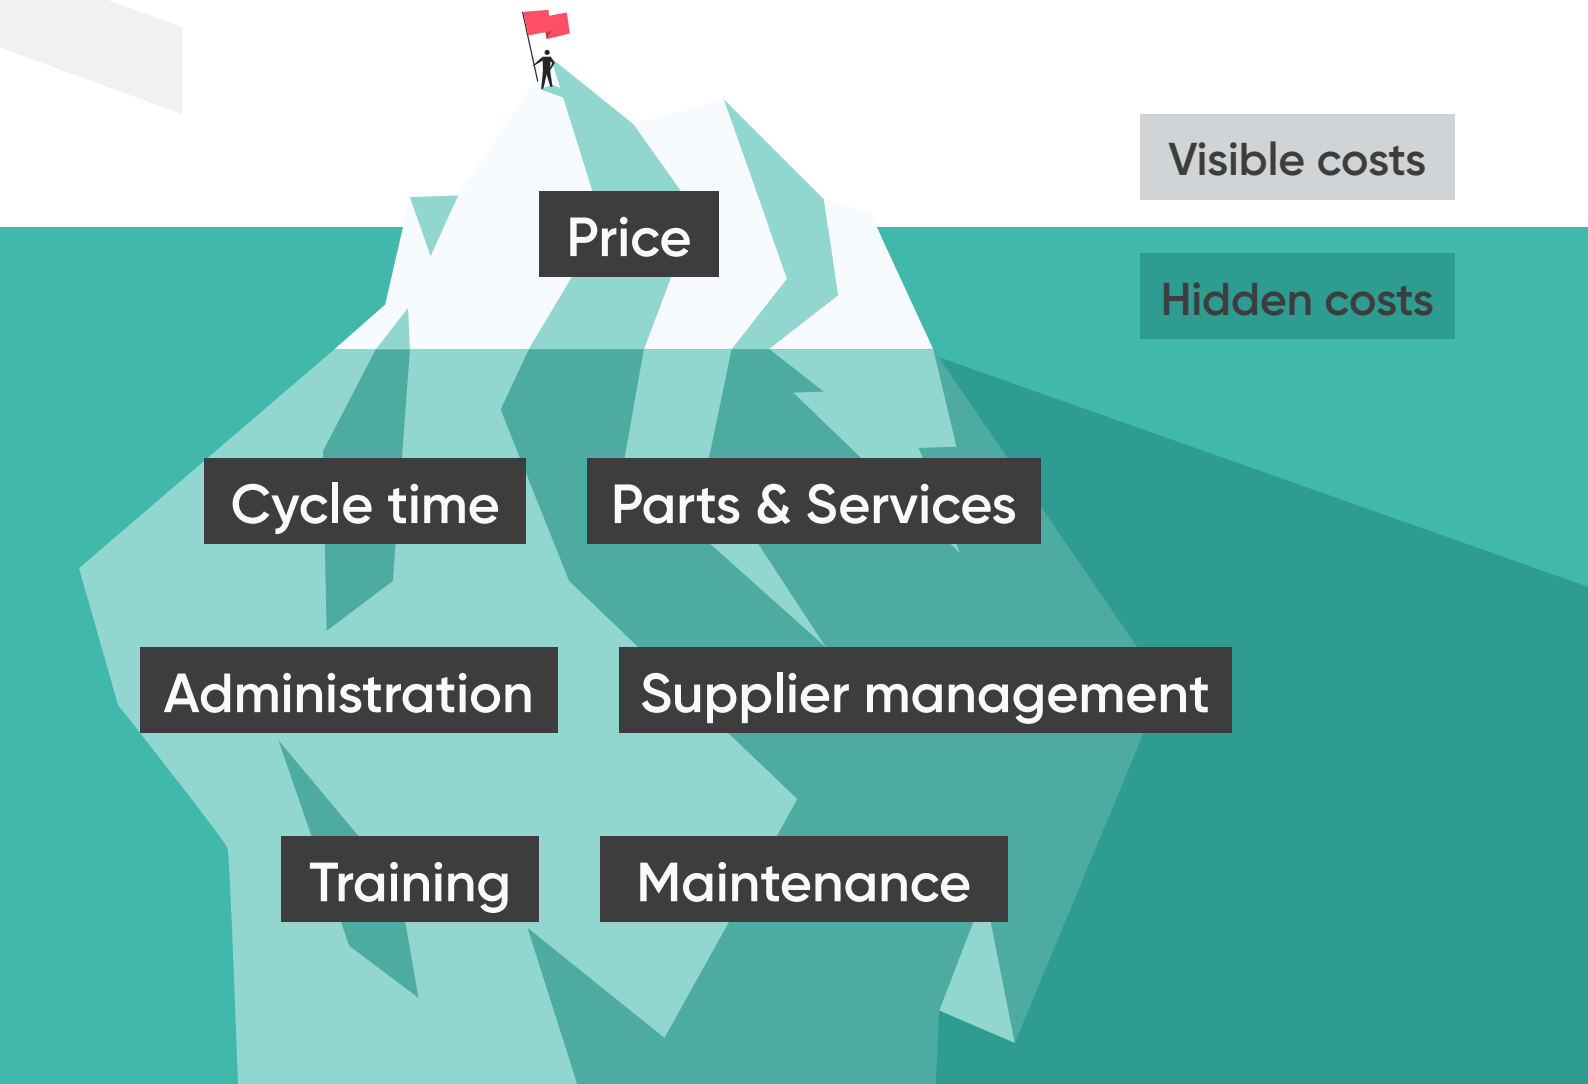 Visible costs
Price
Hidden costs
Cycle time
Parts & Services
Administration
Supplier management
Training
Maintenance